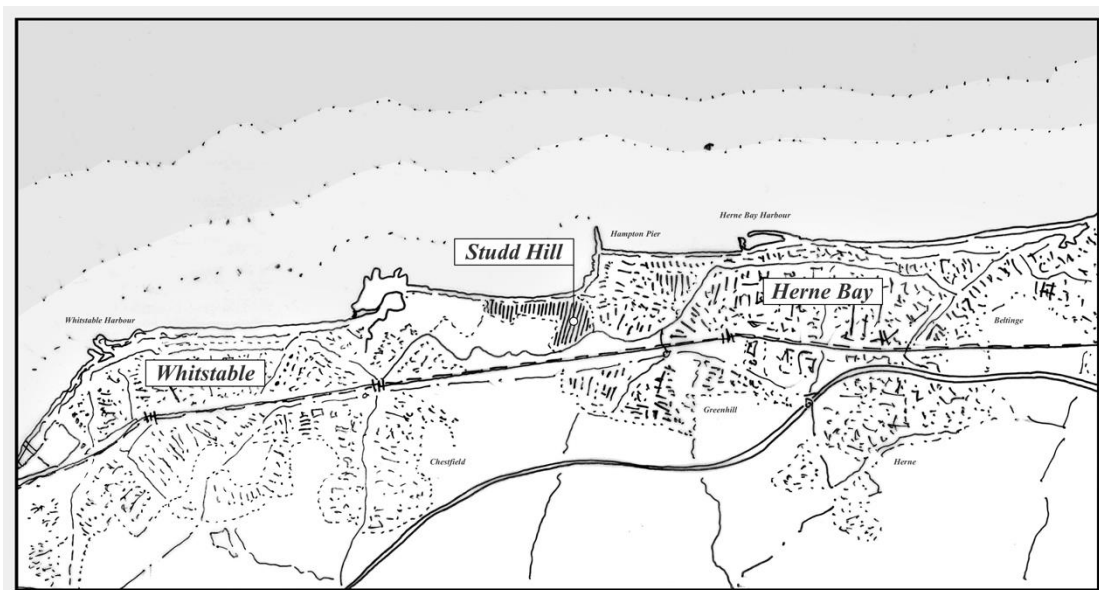 Herne Bay Harbour
Hampton Pier
Studd Hill
Herne Bay
Whitstable Harbour
Beltinge
Whitstable
Greenhill
Chestfield
Herne